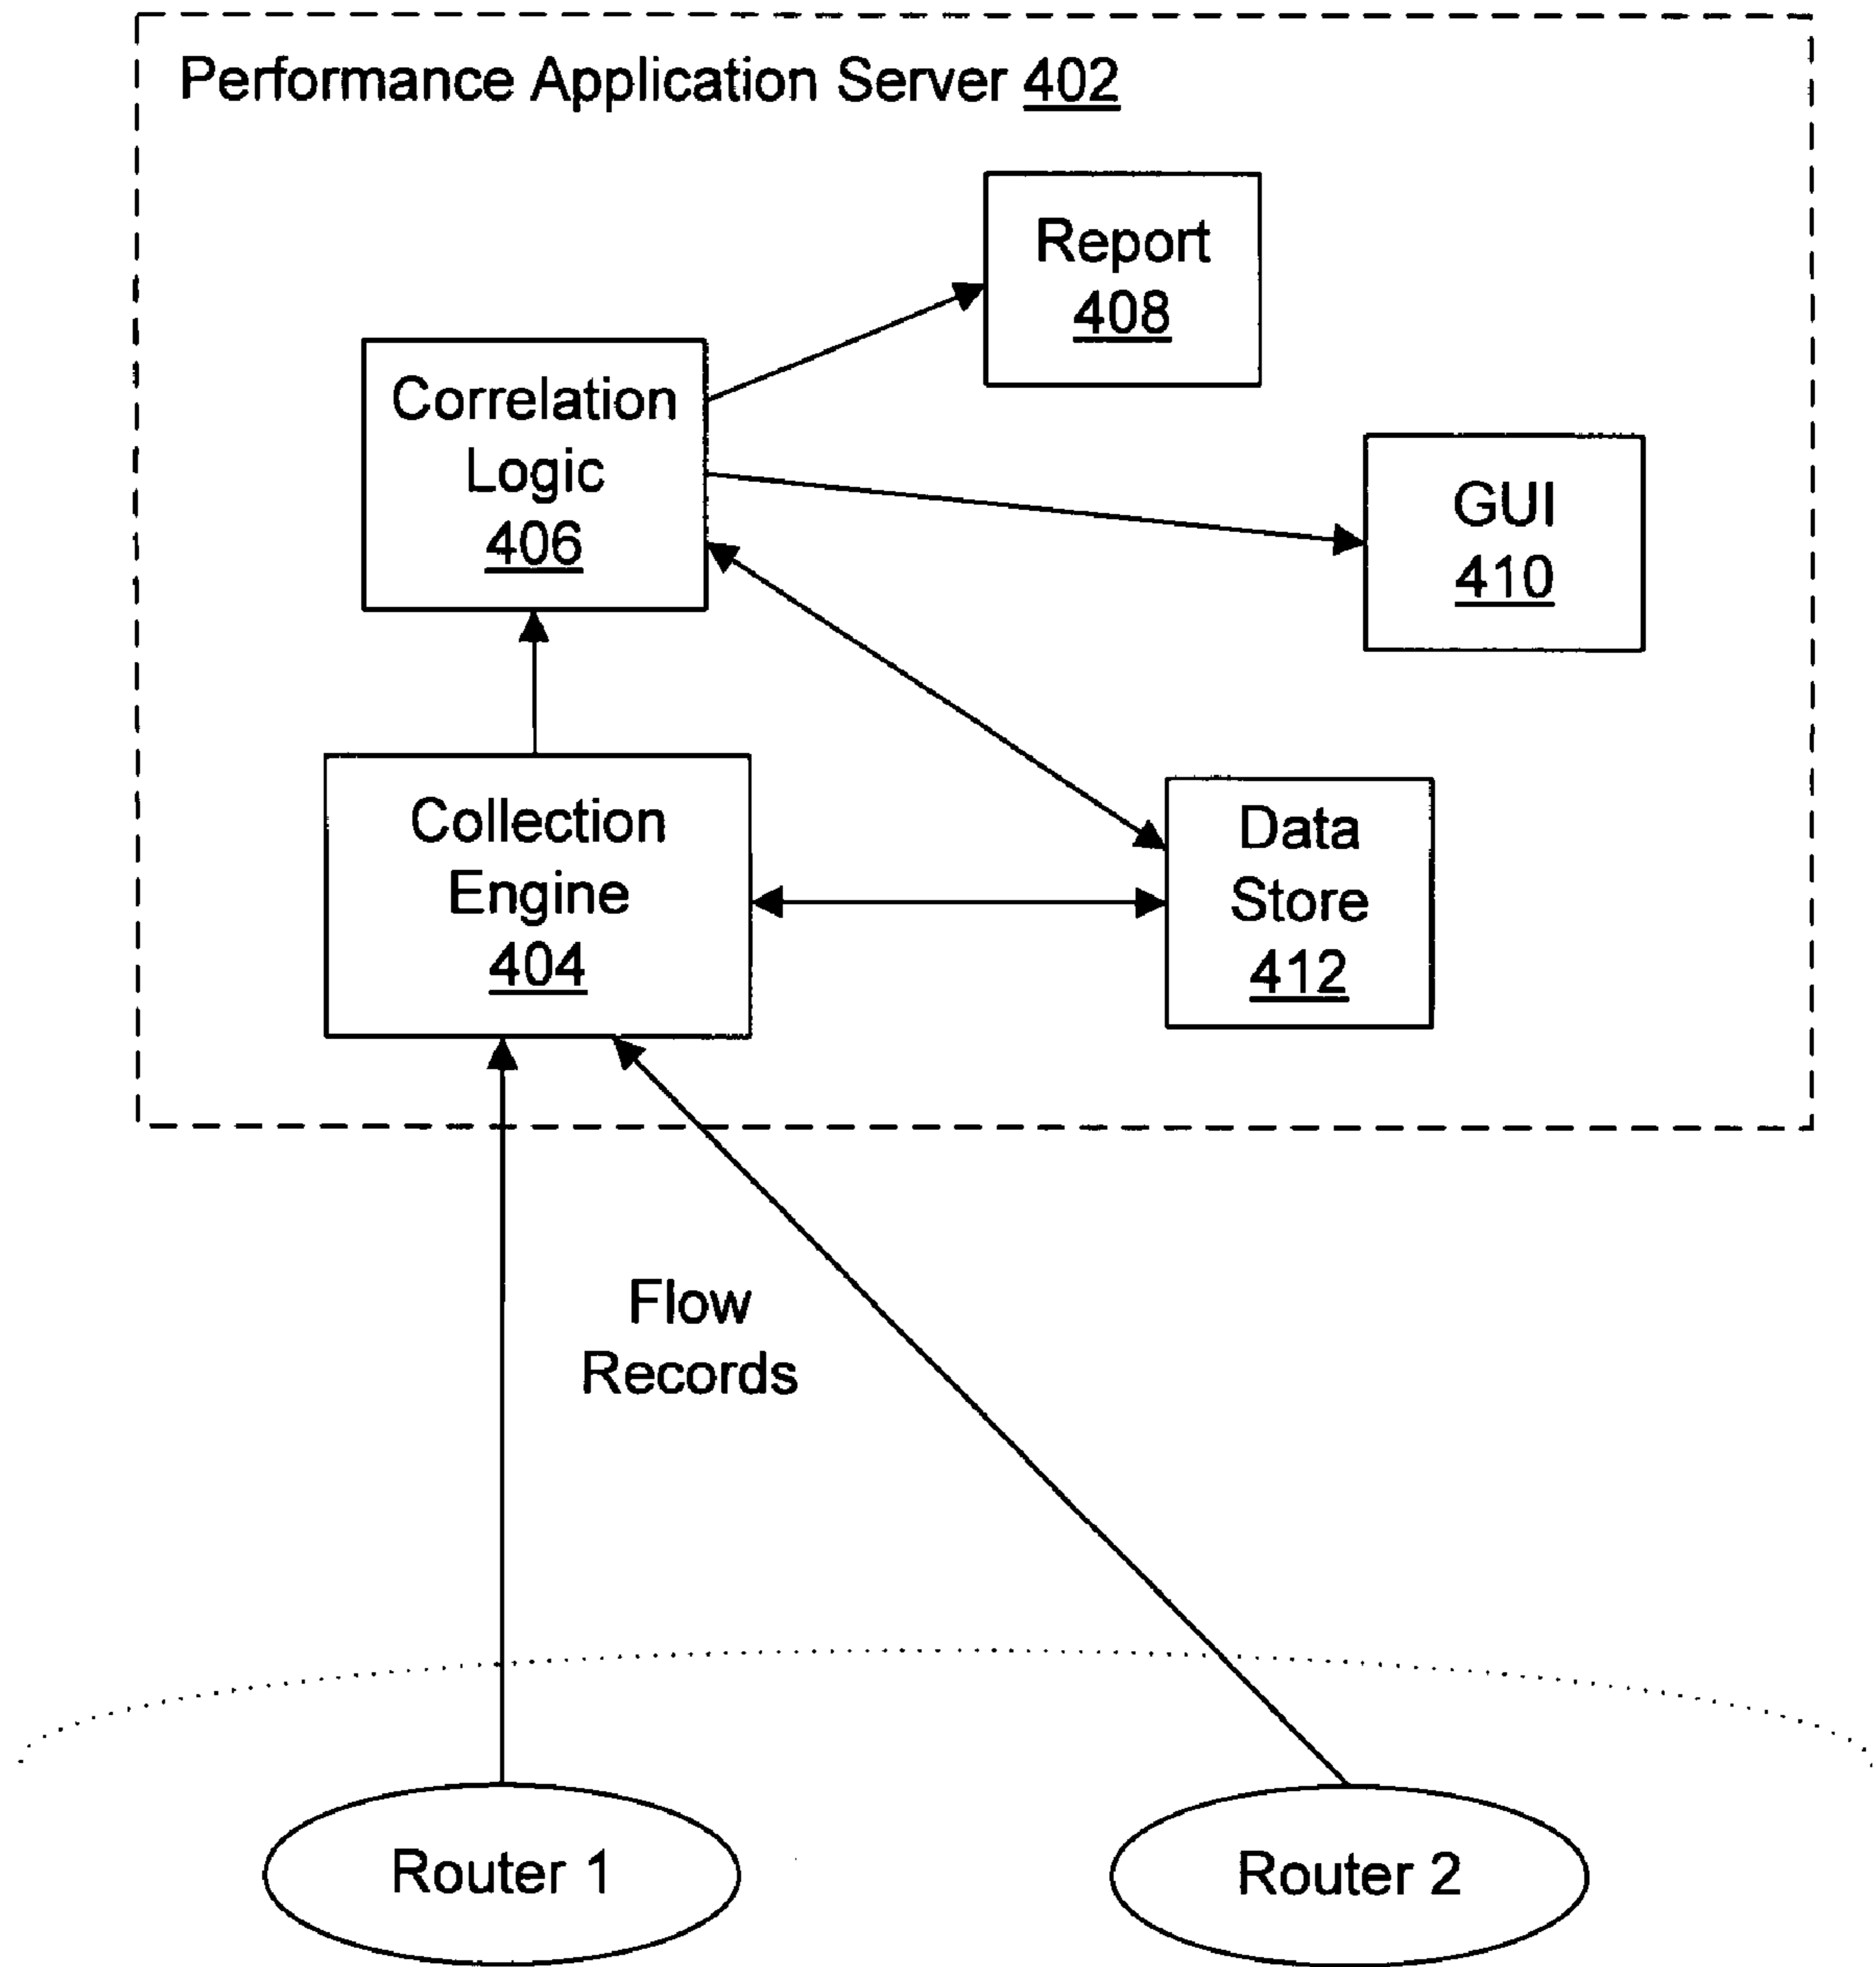 Performance Application Server 402
Report
408
Correlation
Logic
406
GUI
410
Collection
Engine
404
Data
Store
412
Flow
Records
Router 1
Router 2